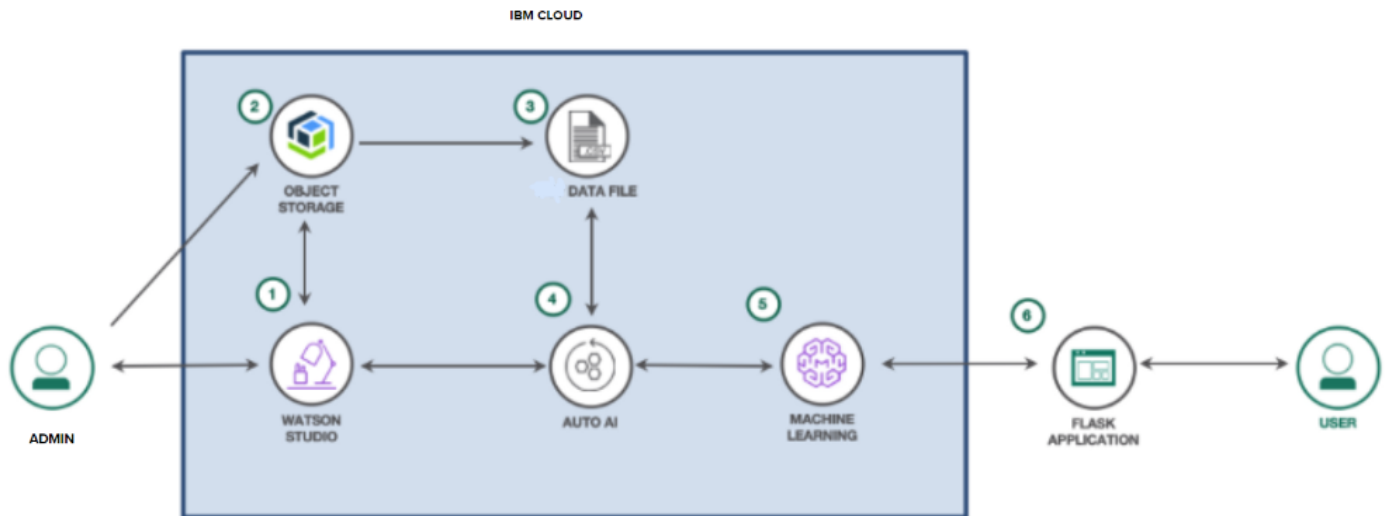 IBM CLOUD
2
3
.CSV
OBJECT
STORAGE
DATA FILE
1
4
5
6
ADMIN
WATSON
STUDIO
AUTO AI
MACHINE
LEARNING
FLASK
APPLICATION
USER